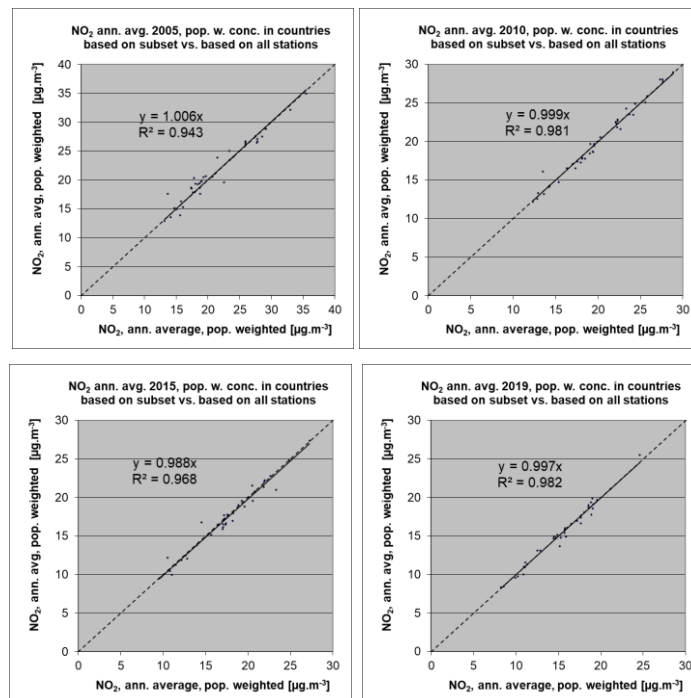 NO₂ ann. avg. 2005, pop. w. conc. in countries
based on subset vs. based on all stations
NO₂, ann. avg, pop. weighted [µg.m⁻³]
40
35
30
25
20
15
10
5
0
y = 1.006x
R² = 0.943
0 5 10 15 20 25 30 35 40
NO₂, ann. average, pop. weighted [µg.m⁻³]
NO₂ ann. avg. 2010, pop. w. conc. in countries
based on subset vs. based on all stations
NO₂, ann. avg, pop. weighted [µg.m⁻³]
30
25
20
15
10
5
0
y = 0.999x
R² = 0.981
0 5 10 15 20 25 30
NO₂, ann. average, pop. weighted [µg.m⁻³]
NO₂ ann. avg. 2015, pop. w. conc. in countries
based on subset vs. based on all stations
NO₂, ann. avg, pop. weighted [µg.m⁻³]
30
25
20
15
10
5
0
y = 0.988x
R² = 0.968
0 5 10 15 20 25 30
NO₂, ann. average, pop. weighted [µg.m⁻³]
NO₂ ann. avg. 2019, pop. w. conc. in countries
based on subset vs. based on all stations
NO₂, ann. avg, pop. weighted [µg.m⁻³]
30
25
20
15
10
5
0
y = 0.997x
R² = 0.982
0 5 10 15 20 25 30
NO₂, ann. average, pop. weighted [µg.m⁻³]